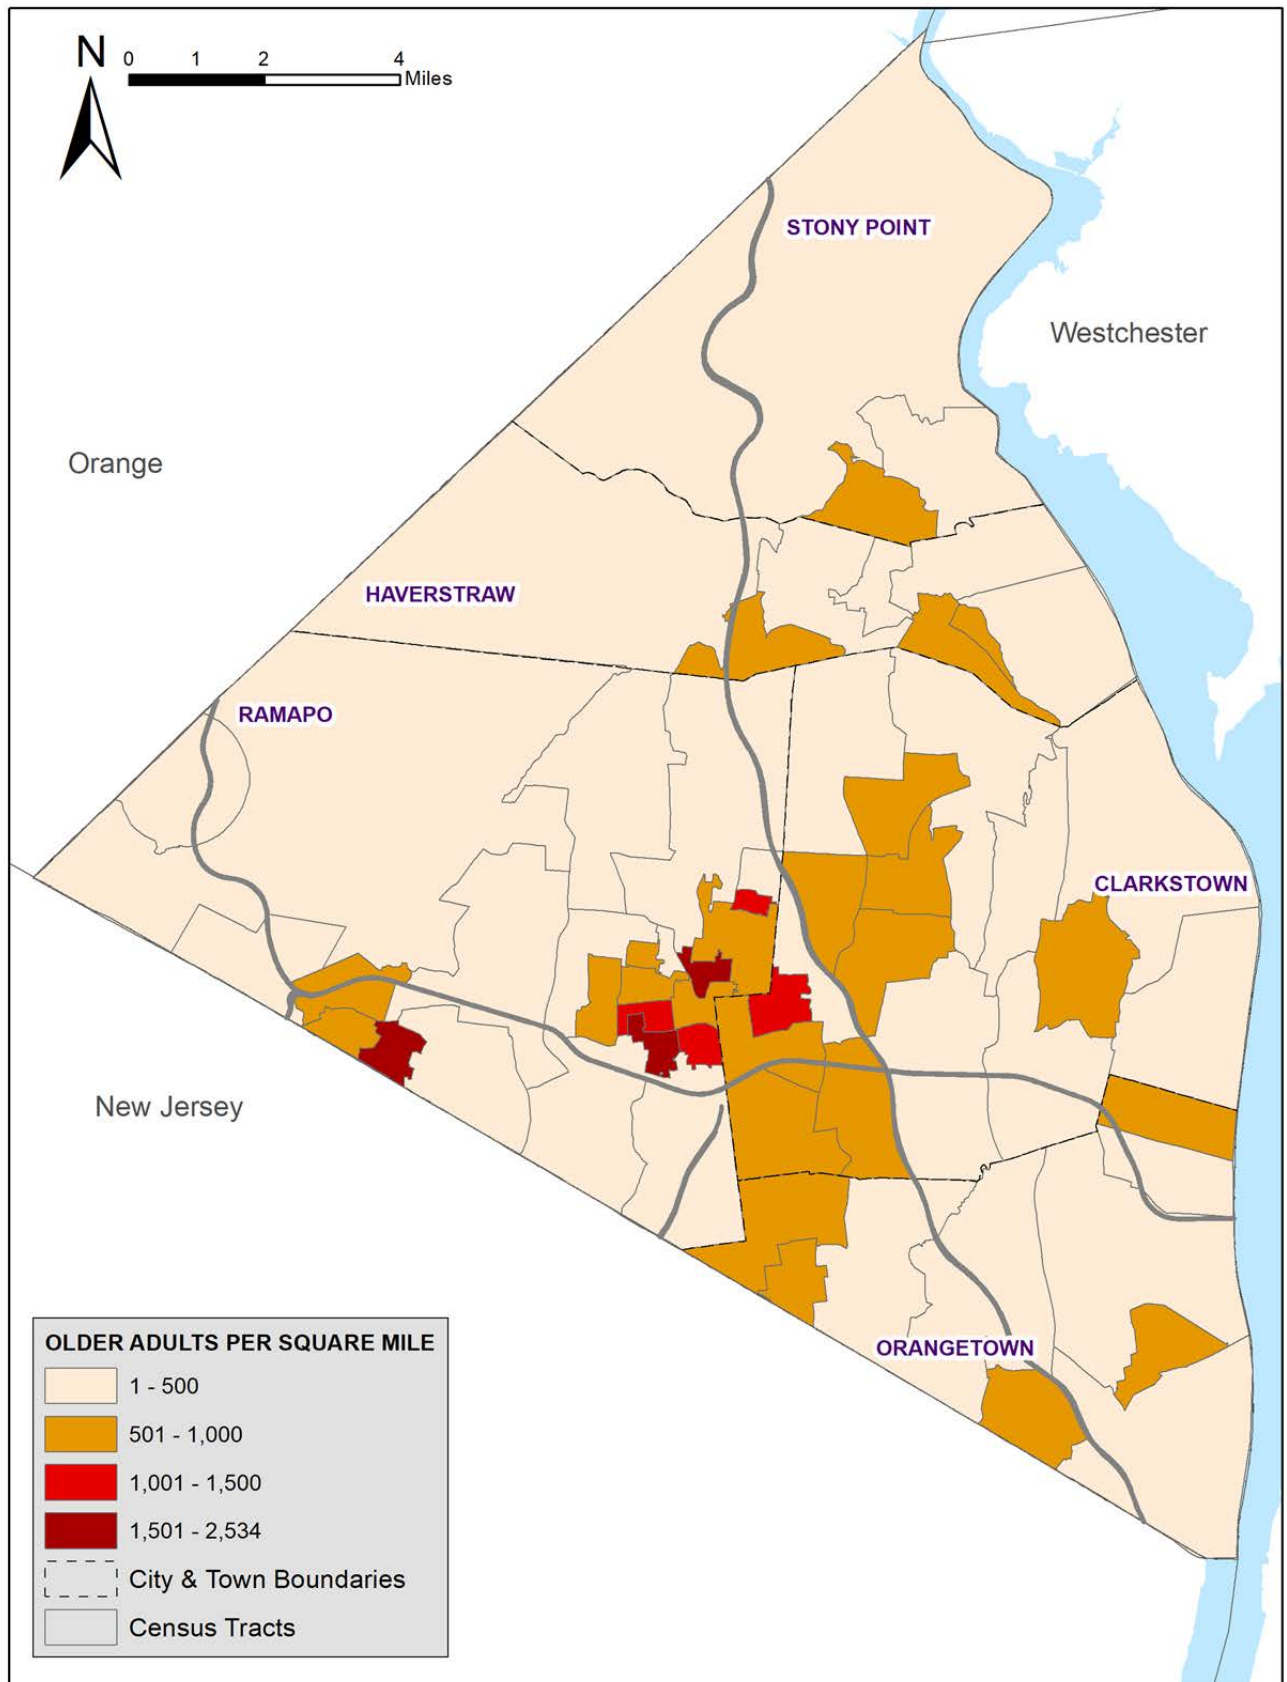 N
0 1 2 4
Miles
STONY POINT
Westchester
Orange
HAVERSTRAW
RAMAPO
CLARKSTOWN
New Jersey
ORANGETOWN
OLDER ADULTS PER SQUARE MILE
1 - 500
501 - 1,000
1,001 - 1,500
1,501 - 2,534
City & Town Boundaries
Census Tracts